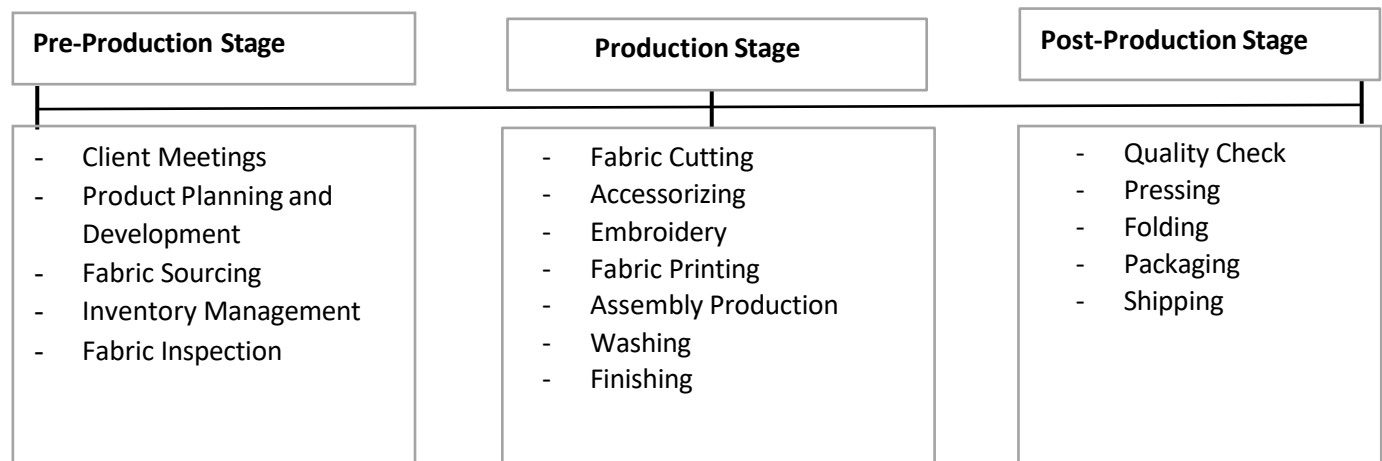 Pre-Production Stage
Production Stage
Post-Production Stage
- Client Meetings
- Product Planning and
Development
- Fabric Sourcing
- Inventory Management
- Fabric Inspection
- Fabric Cutting
- Accessorizing
- Embroidery
- Fabric Printing
- Assembly Production
- Washing
- Finishing
- Quality Check
- Pressing
- Folding
- Packaging
- Shipping